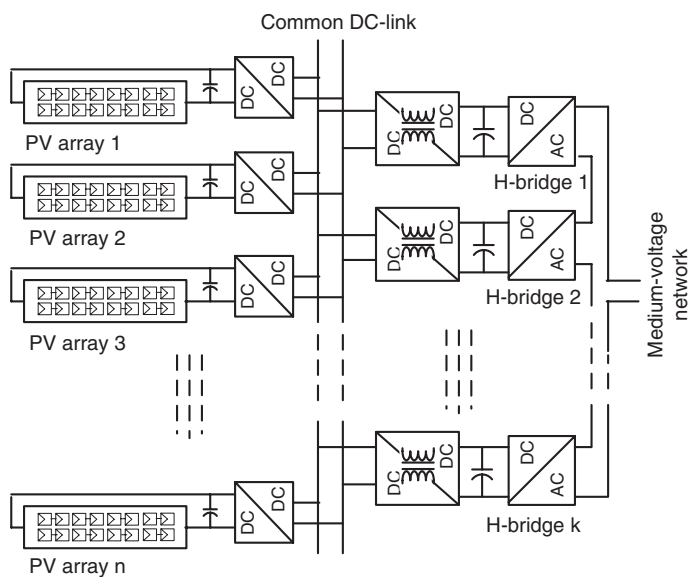 Common DC-link
DC
DC
PV array 1
DC
DC
DC
AC
H-bridge 1
DC
DC
PV array 2
DC
DC
DC
AC
H-bridge 2
DC
DC
PV array 3
Medium-voltage
network
DC
DC
DC
AC
H-bridge k
DC
DC
PV array n